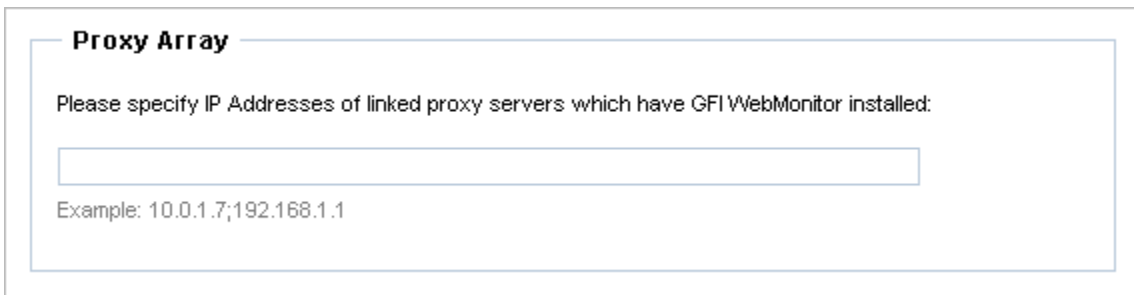 Proxy Array
Please specify IP Addresses of linked proxy servers which have GFI WebMonitor installed:
Example: 10.0.1.7;192.168.1.1